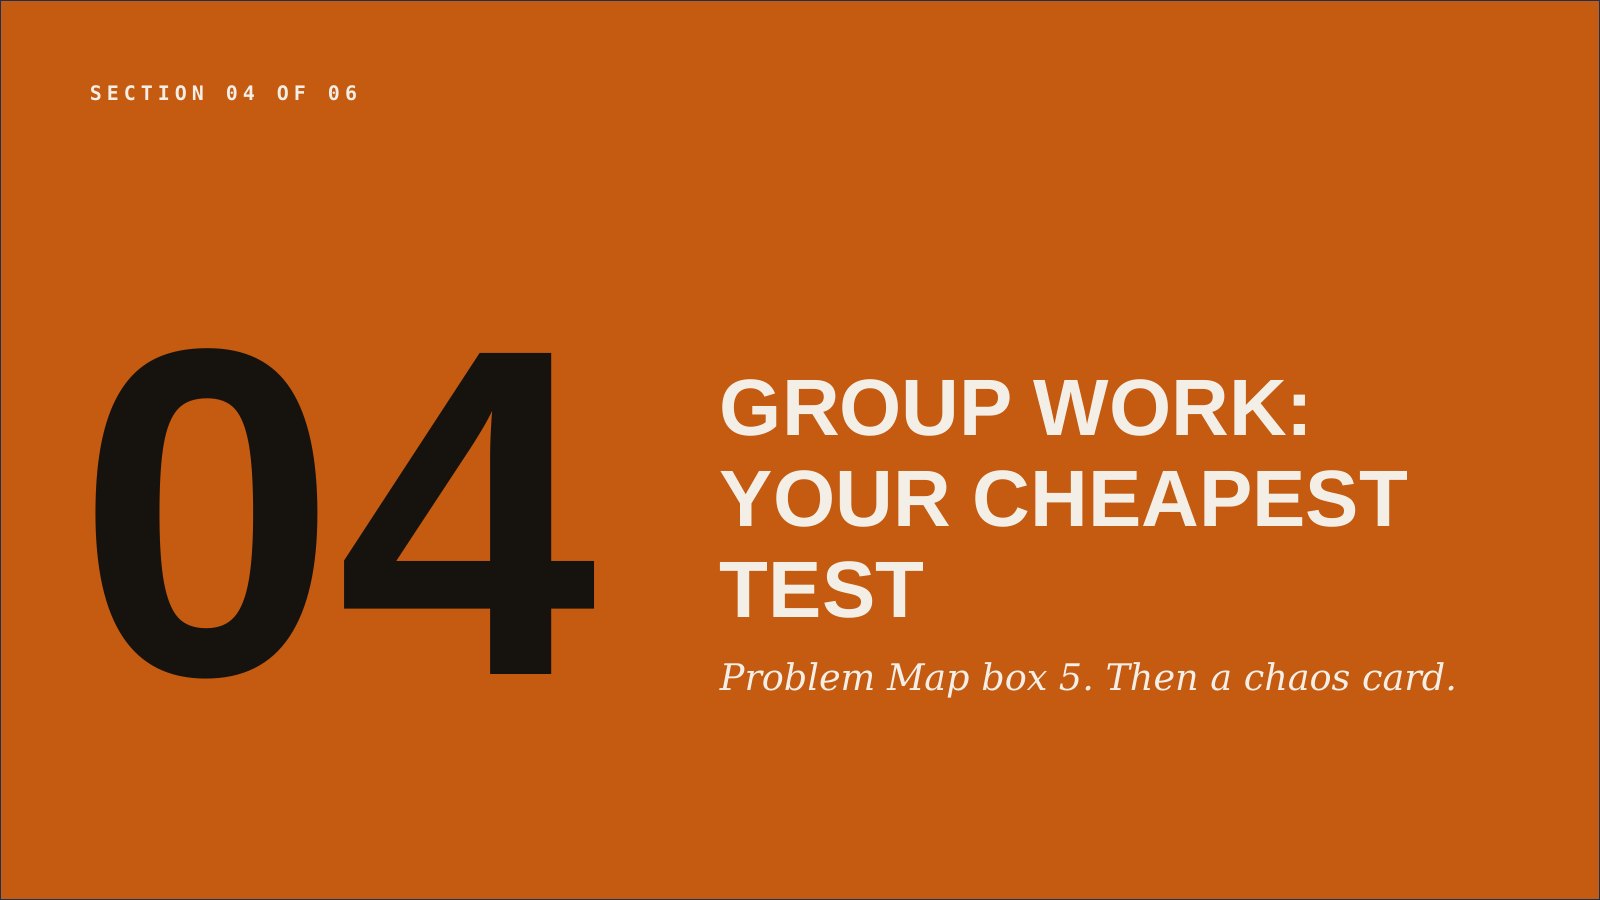 SECTION 04 OF 06
04
GROUP WORK:
YOUR CHEAPEST
TEST
Problem Map box 5. Then a chaos card.